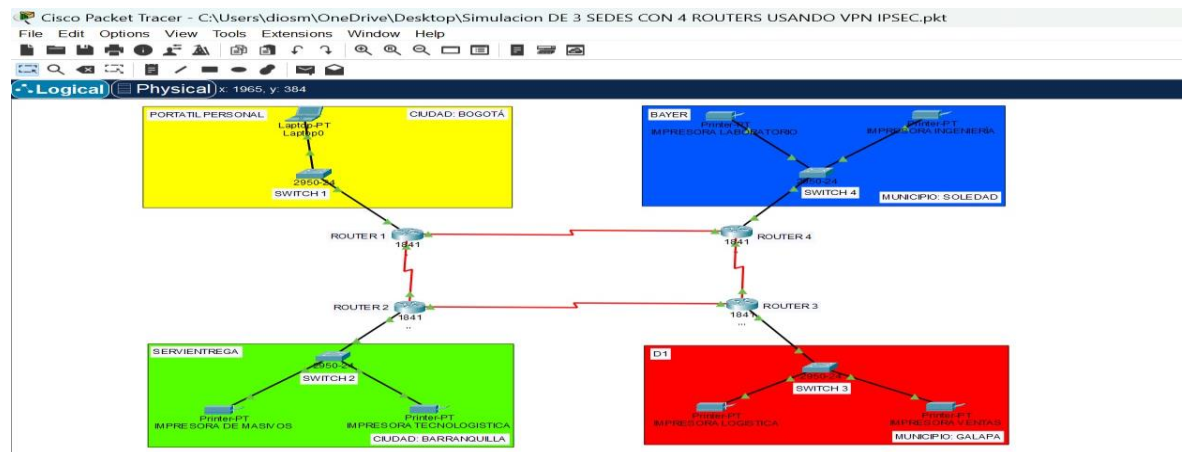 Cisco Packet Tracer - C:\Users\diosm\OneDrive\Desktop\Simulacion DE 3 SEDES CON 4 ROUTERS USANDO VPN IPSEC.pkt
File Edit Options View Tools Extensions Window Help
Logical Physical x: 1965, y: 384
PORTATIL PERSONAL
CIUDAD: BOGOTÁ
Laptop-PT
Laptop0
2950-24
SWITCH 1
BAYER
Printer-PT
IMPRESORA LABORATORIO
Printer-PT
IMPRESORA INGENIERÍA
2950-24
SWITCH 4
MUNICIPIO: SOLEDAD
ROUTER 1
1841
1841
ROUTER 4
ROUTER 2
1841
..
ROUTER 3
1841
...
SERVIENTREGA
2950-24
SWITCH 2
Printer-PT
IMPRESORA DE MASIVOS
Printer-PT
IMPRESORA TECNOLOGISTICA
CIUDAD: BARRANQUILLA
D1
2950-24
SWITCH 3
Printer-PT
IMPRESORA LOGISTICA
Printer-PT
IMPRESORA VENTAS
MUNICIPIO: GALAPA